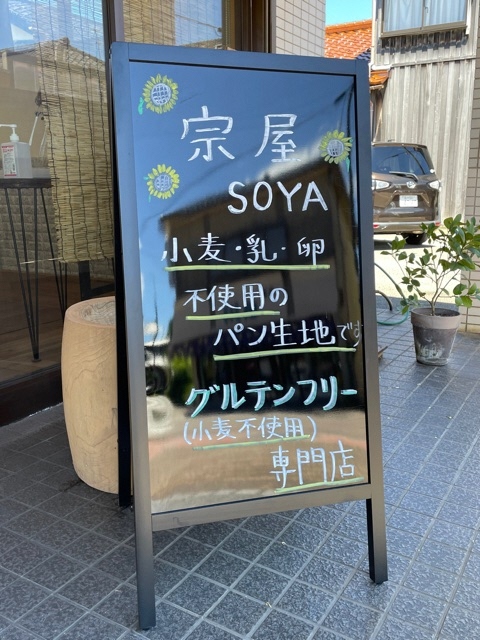 宗屋
SOYA
小麦・乳・卵
不使用の
パン生地です
グルテンフリー
(小麦不使用)
専門店